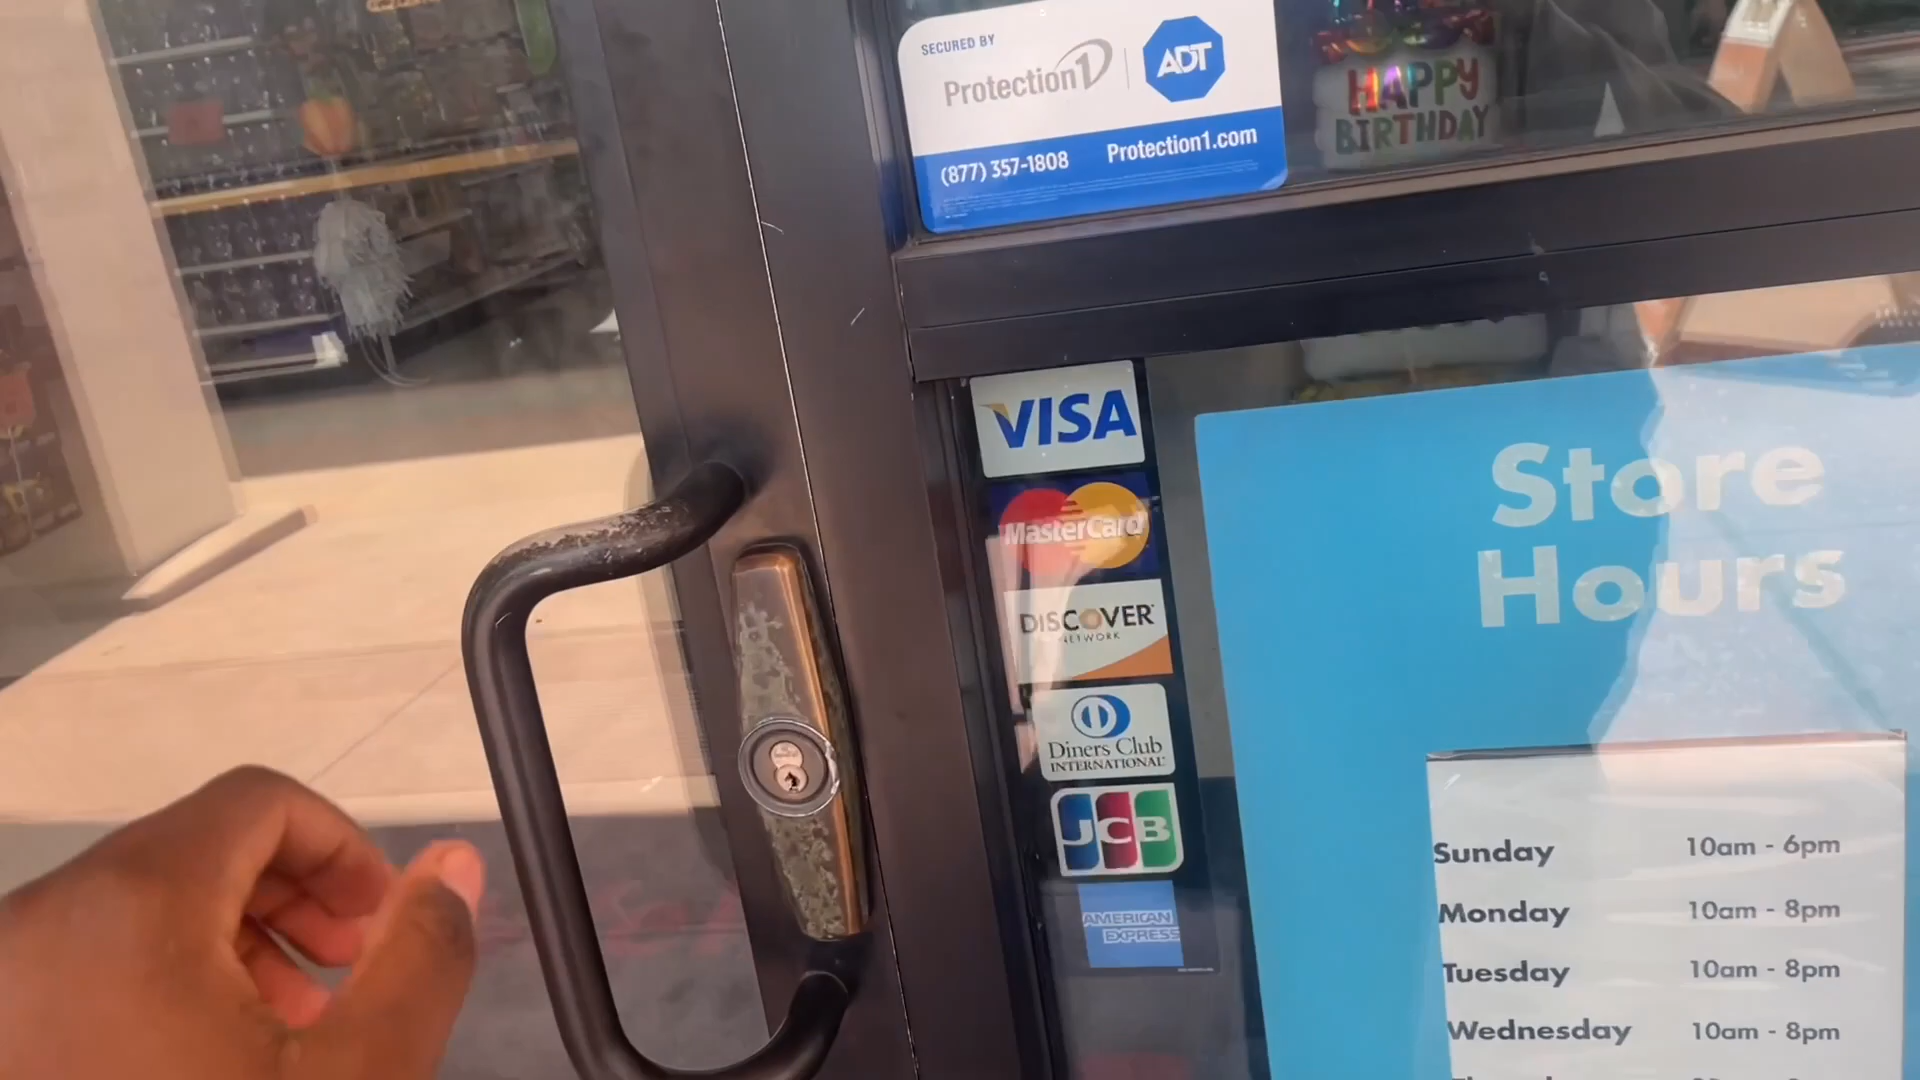 SECURED BY
Protection1
ADT
(877) 357-1808
Protection1.com
HAPPY
BIRTHDAY
VISA
MasterCard
DISCOVER
NETWORK
Diners Club
INTERNATIONAL
JCB
AMERICAN
EXPRESS
Store
Hours
Sunday 10am - 6pm
Monday 10am - 8pm
Tuesday 10am - 8pm
Wednesday 10am - 8pm